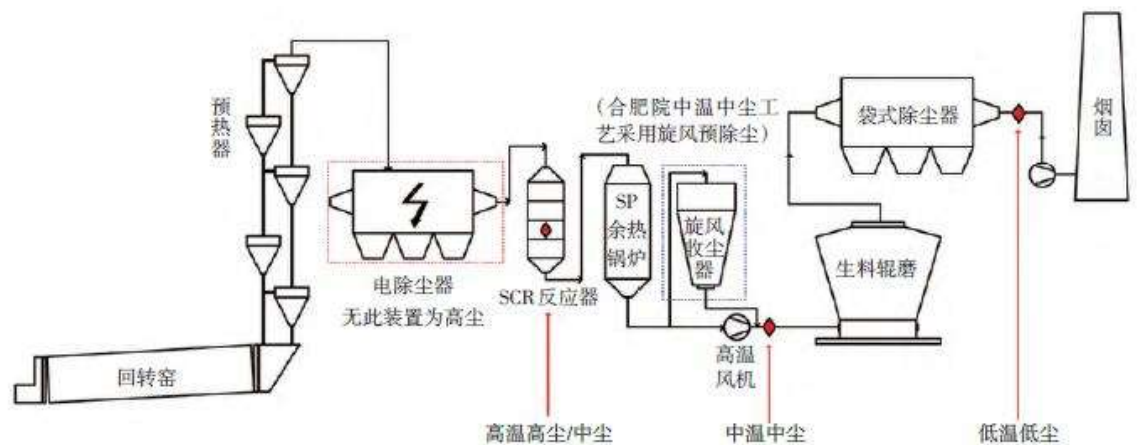 预热器
(合肥院中温中尘工
艺采用旋风预除尘)
袋式除尘器
烟囱
SP
余热
锅炉
旋风
收尘
器
生料辊磨
电除尘器
无此装置为高尘
SCR反应器
高温
风机
回转窑
高温高尘/中尘
中温中尘
低温低尘